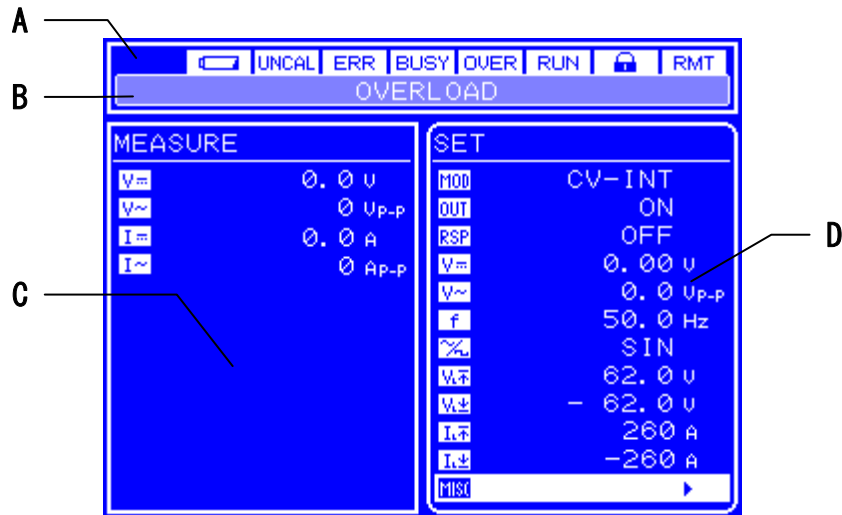 A
UNCAL ERR BUSY OVER RUN RMT
B
OVERLOAD
MEASURE
V 0.0 V
V~ 0 Vp-p
I 0.0 A
I~ 0 Ap-p
C
SET
MOD CV-INT
OUT ON
RSP OFF
V 0.00 V
V~ 0.0 Vp-p
f 50.0 Hz
SIN
V 62.0 V
V - 62.0 V
I 260 A
I -260 A
MISC
D